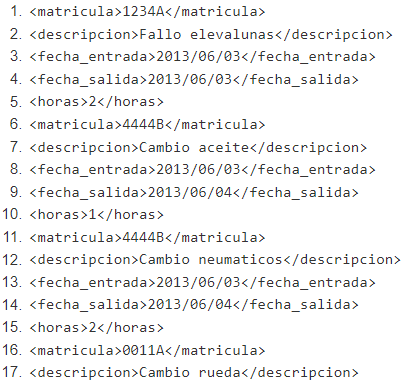 1. <matricula>1234A</matricula>
2. <descripcion>Fallo elevalunas</descripcion>
3. <fecha_entrada>2013/06/03</fecha_entrada>
4. <fecha_salida>2013/06/03</fecha_salida>
5. <horas>2</horas>
6. <matricula>4444B</matricula>
7. <descripcion>Cambio aceite</descripcion>
8. <fecha_entrada>2013/06/03</fecha_entrada>
9. <fecha_salida>2013/06/04</fecha_salida>
10. <horas>1</horas>
11. <matricula>4444B</matricula>
12. <descripcion>Cambio neumaticos</descripcion>
13. <fecha_entrada>2013/06/03</fecha_entrada>
14. <fecha_salida>2013/06/04</fecha_salida>
15. <horas>2</horas>
16. <matricula>0011A</matricula>
17. <descripcion>Cambio rueda</descripcion>